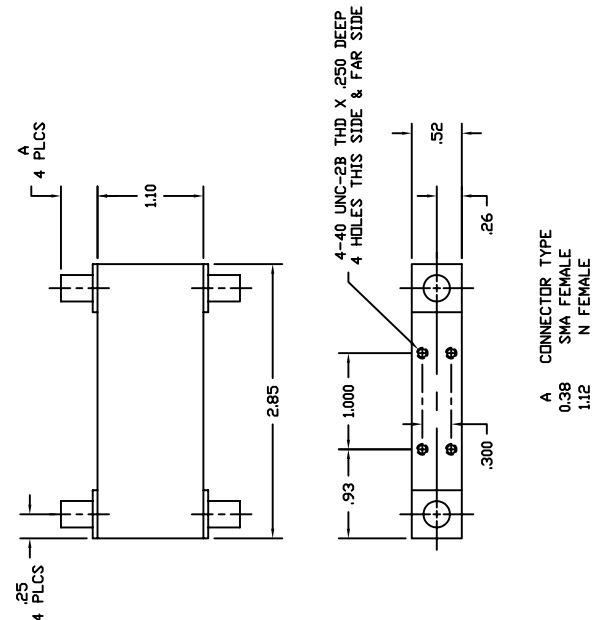 A
4 PLCS
1.10
.25
4 PLCS
2.85
4-40 UNC-2B THD X .250 DEEP
4 HOLES THIS SIDE & FAR SIDE
.52
.26
1.000
.93
.300
A CONNECTOR TYPE
0.38 SMA FEMALE
1.12 N FEMALE